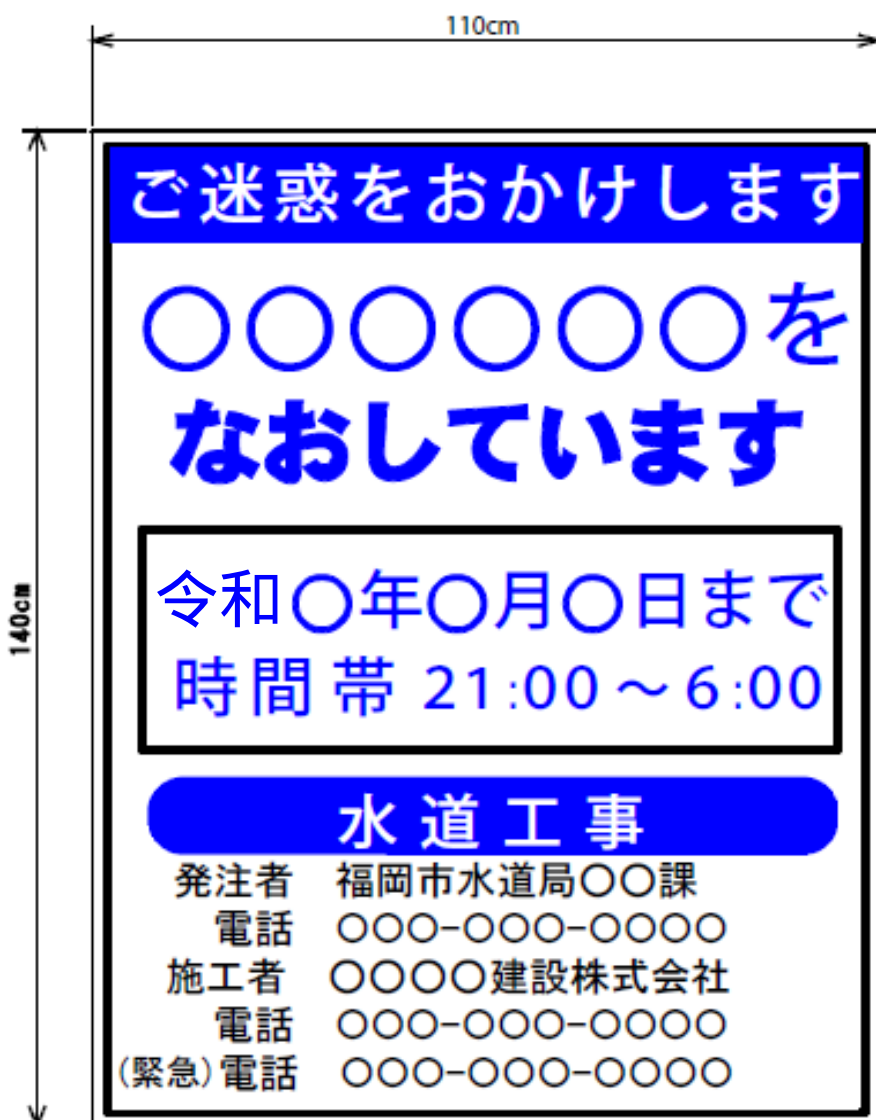 110cm
140cm
ご迷惑をおかけします
〇〇〇〇〇〇を
なおしています
令和〇年〇月〇日まで
時間帯 21:00～6:00
水道工事
発注者 福岡市水道局〇〇課
電話 〇〇〇-〇〇〇-〇〇〇〇
施工者 〇〇〇〇建設株式会社
電話 〇〇〇-〇〇〇-〇〇〇〇
(緊急)電話 〇〇〇-〇〇〇-〇〇〇〇